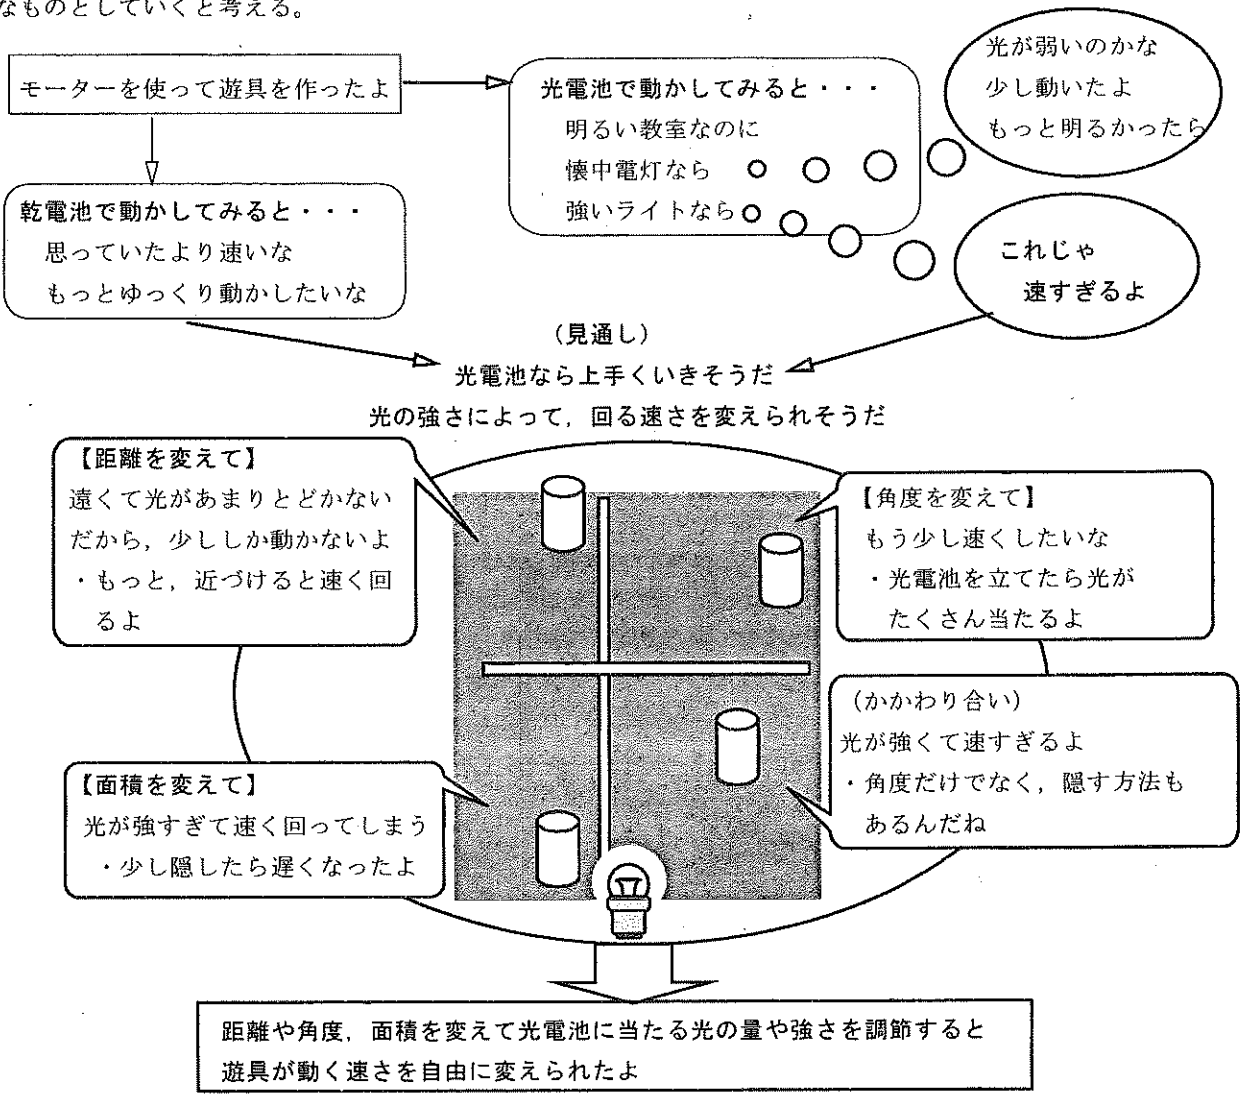 なものとしていくと考える。
モーターを使って遊具を作ったよ
光電池で動かしてみると・・・
明るい教室なのに
懐中電灯なら
強いライトなら
光が弱いのかな
少し動いたよ
もっと明るかったら
これじゃ
速すぎるよ
乾電池で動かしてみると・・・
思っていたより速いな
もっとゆっくり動かしたいな
(見通し)
光電池なら上手くいきそうだ
光の強さによって，回る速さを変えられそうだ
【距離を変えて】
遠くて光があまりとどかない
だから，少ししか動かないよ
・もっと，近づけると速く回
るよ
【角度を変えて】
もう少し速くしたいな
・光電池を立てたら光が
たくさん当たるよ
(かかわり合い)
光が強くて速すぎるよ
・角度だけでなく，隠す方法も
あるんだね
【面積を変えて】
光が強すぎて速く回ってしまう
・少し隠したら遅くなったよ
距離や角度，面積を変えて光電池に当たる光の量や強さを調節すると
遊具が動く速さを自由に変えられたよ